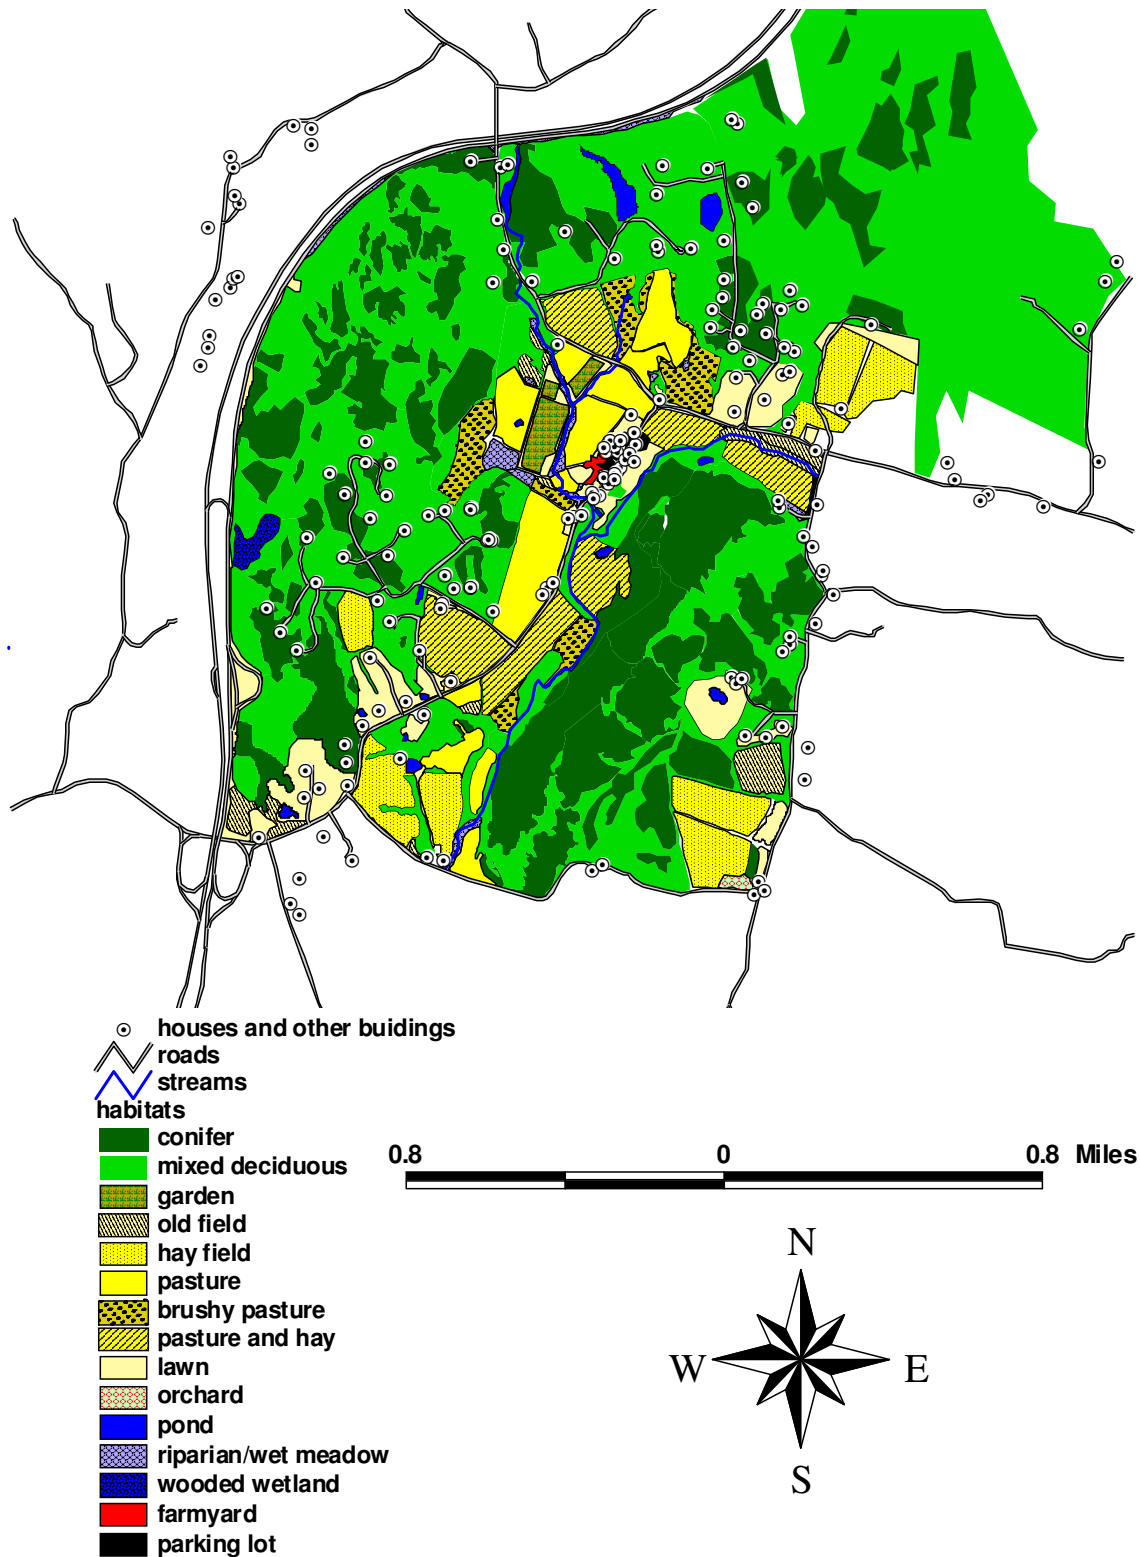 houses and other buidings
roads
streams
habitats
conifer
mixed deciduous
garden
old field
hay field
pasture
brushy pasture
pasture and hay
lawn
orchard
pond
riparian/wet meadow
wooded wetland
farmyard
parking lot
0.8 0 0.8 Miles
N
W E
S